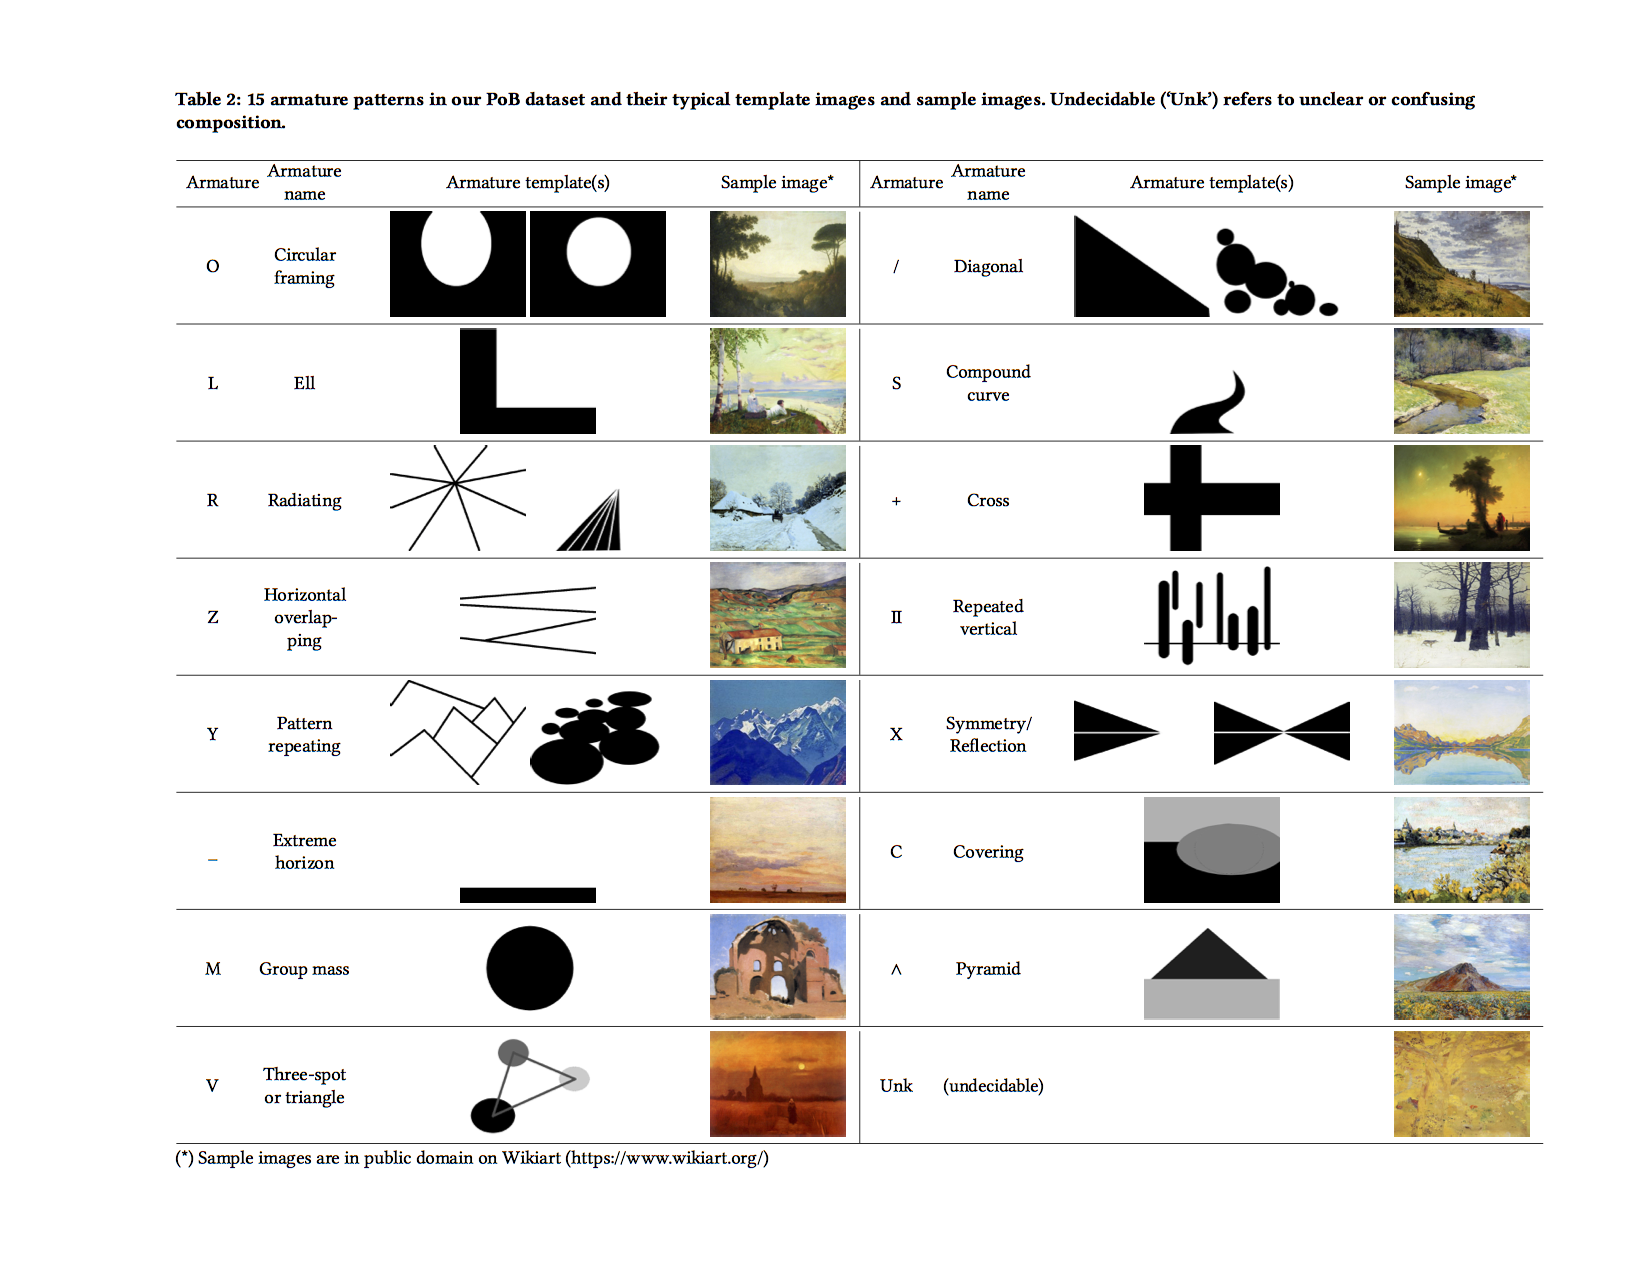 Table 2: 15 armature patterns in our PoB dataset and their typical template images and sample images. Undecidable (‘Unk’) refers to unclear or confusing
composition.
Armature Armature name Armature template(s) Sample image* Armature Armature name Armature template(s) Sample image*
O Circular framing / Diagonal
L Ell S Compound curve
R Radiating + Cross
Z Horizontal overlap-ping II Repeated vertical
Y Pattern repeating X Symmetry/ Reflection
– Extreme horizon C Covering
M Group mass ∧ Pyramid
V Three-spot or triangle Unk (undecidable)
(*) Sample images are in public domain on Wikiart (https://www.wikiart.org/)